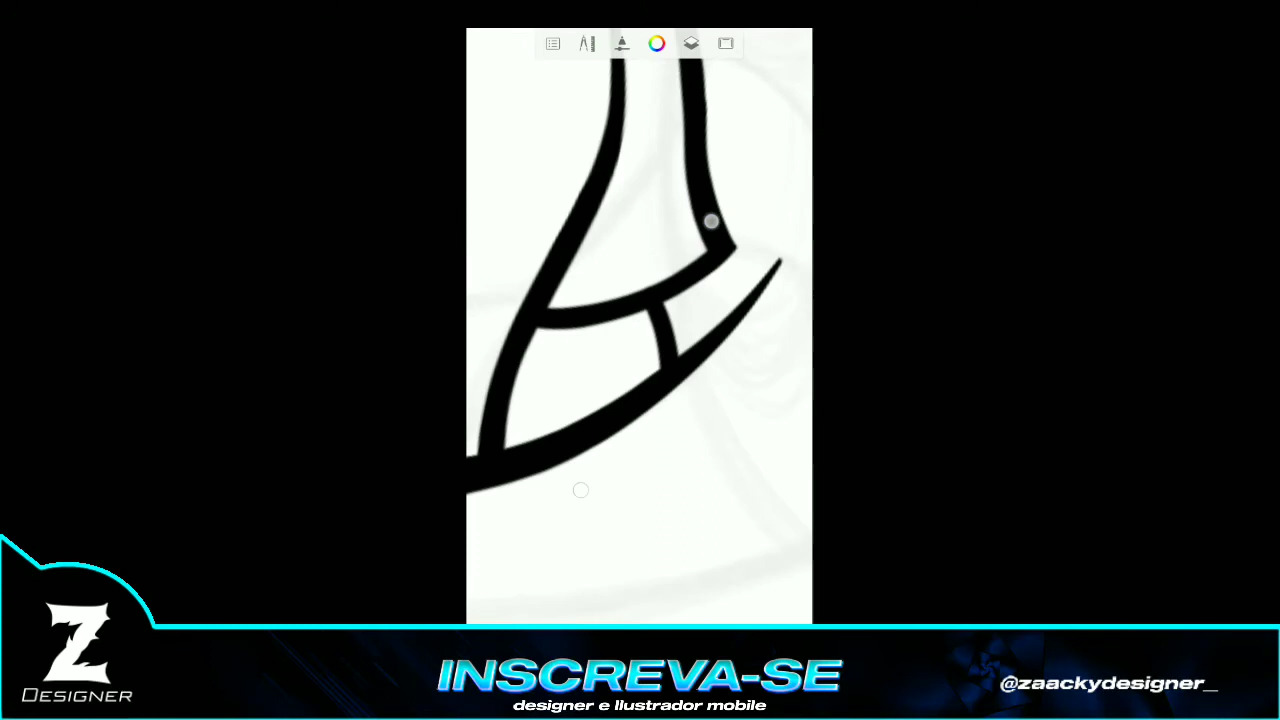 INSCREVA-SE
designer e Ilustrador mobile
@zaackydesigner_
Z
DESIGNER